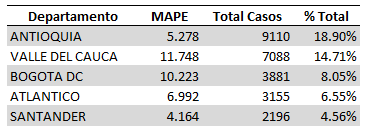 Departamento MAPE Total Casos % Total
ANTIOQUIA 5.278 9110 18.90%
VALLE DEL CAUCA 11.748 7088 14.71%
BOGOTA DC 10.223 3881 8.05%
ATLANTICO 6.992 3155 6.55%
SANTANDER 4.164 2196 4.56%